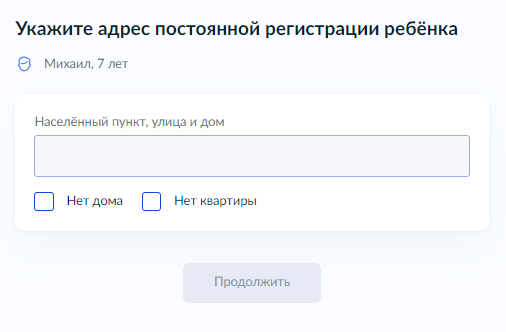 Укажите адрес постоянной регистрации ребёнка
Михаил, 7 лет
Населённый пункт, улица и дом
Нет дома Нет квартиры
Продолжить